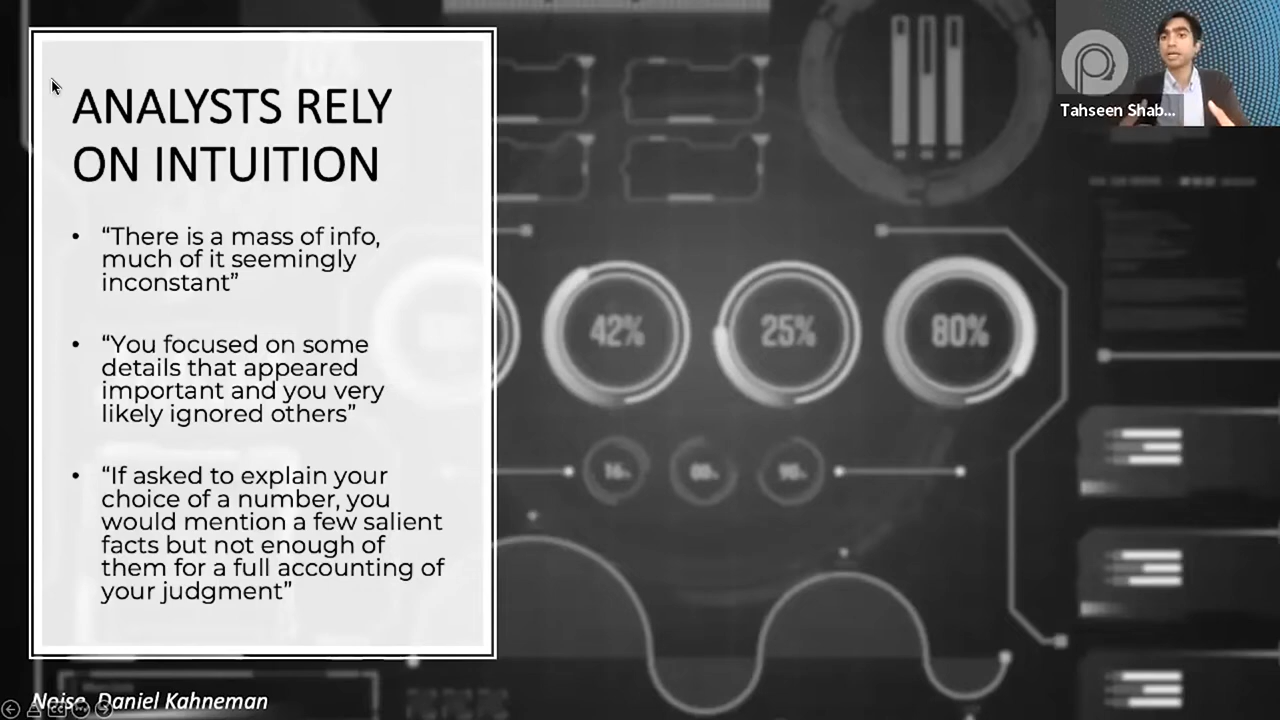 ANALYSTS RELY
ON INTUITION
• “There is a mass of info,
much of it seemingly
inconstant”
• “You focused on some
details that appeared
important and you very
likely ignored others”
• “If asked to explain your
choice of a number, you
would mention a few salient
facts but not enough of
them for a full accounting of
your judgment”
Noise, Daniel Kahneman
Tahseen Shab...
42%
25%
80%